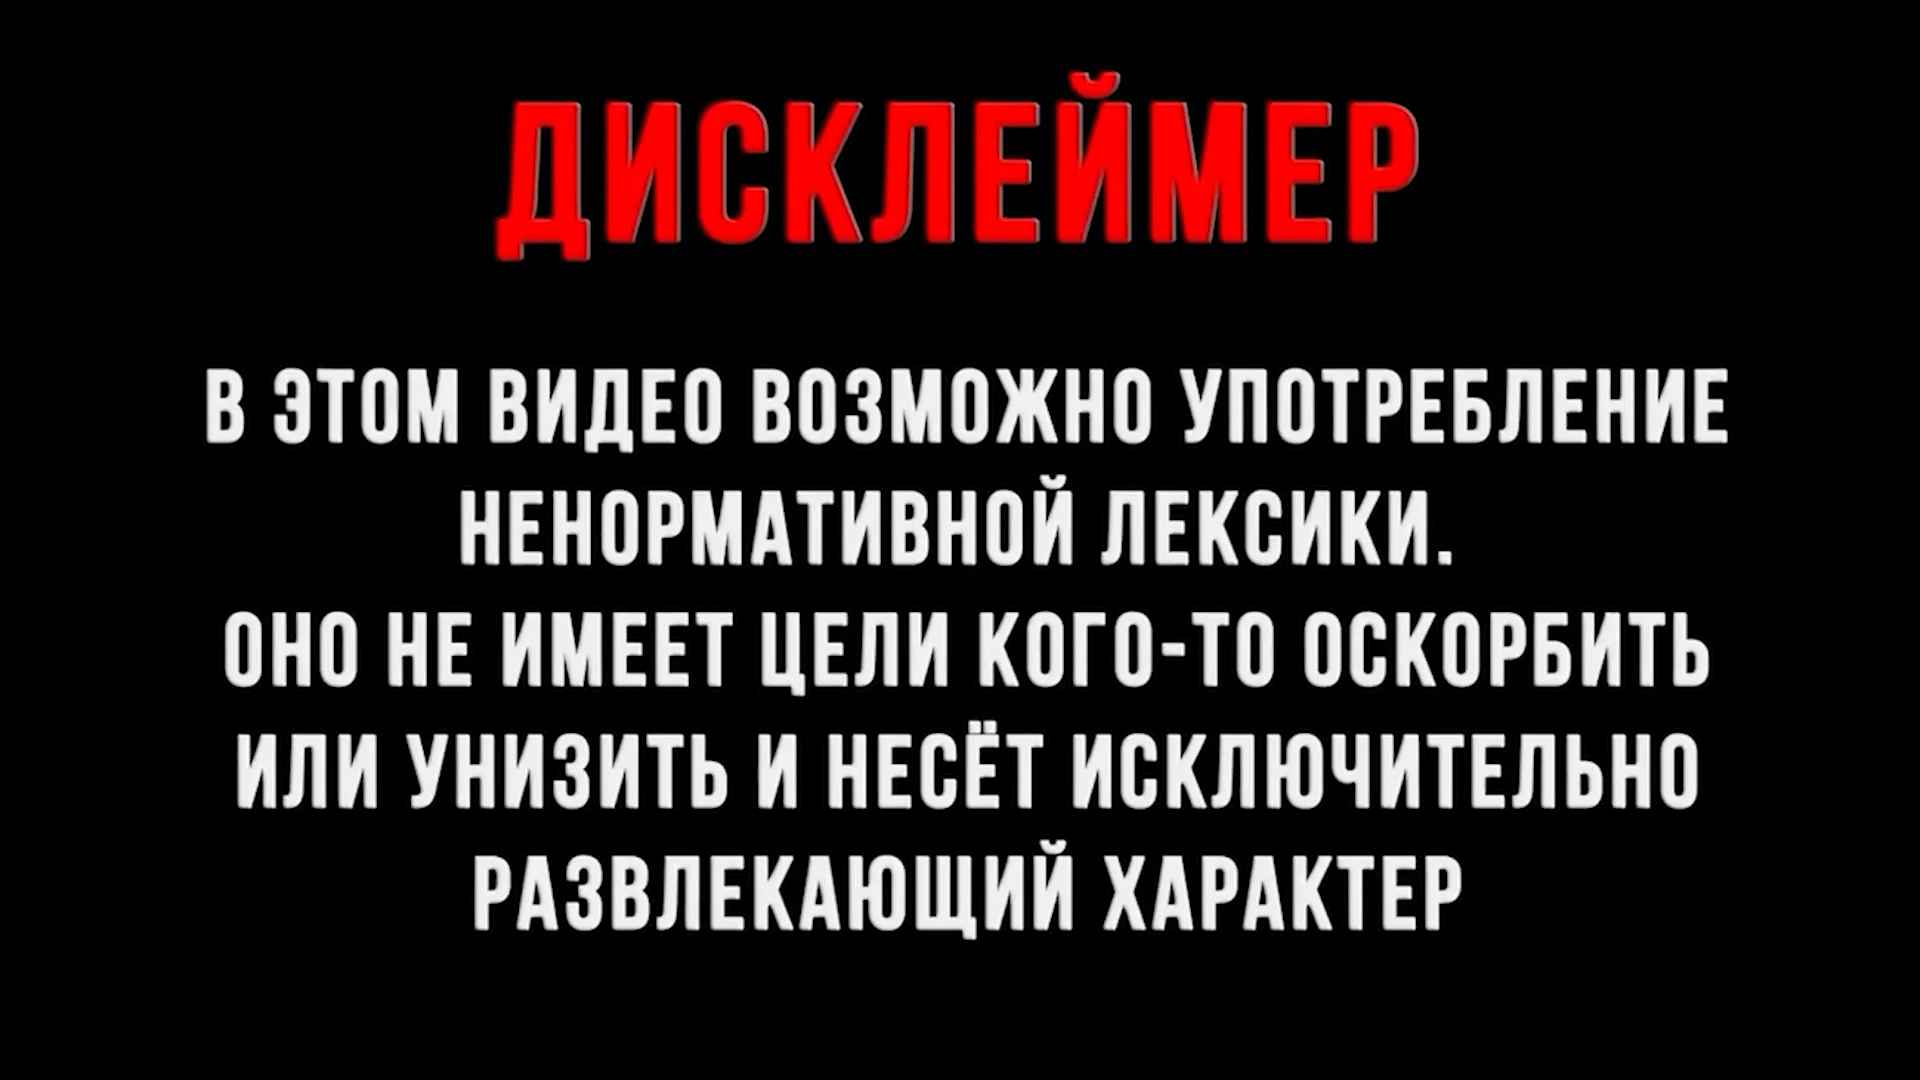 ДИСКЛЕЙМЕР
В ЭТОМ ВИДЕО ВОЗМОЖНО УПОТРЕБЛЕНИЕ
НЕНОРМАТИВНОЙ ЛЕКСИКИ.
ОНО НЕ ИМЕЕТ ЦЕЛИ КОГО-ТО ОСКОРБИТЬ
ИЛИ УНИЗИТЬ И НЕСЁТ ИСКЛЮЧИТЕЛЬНО
РАЗВЛЕКАЮЩИЙ ХАРАКТЕР